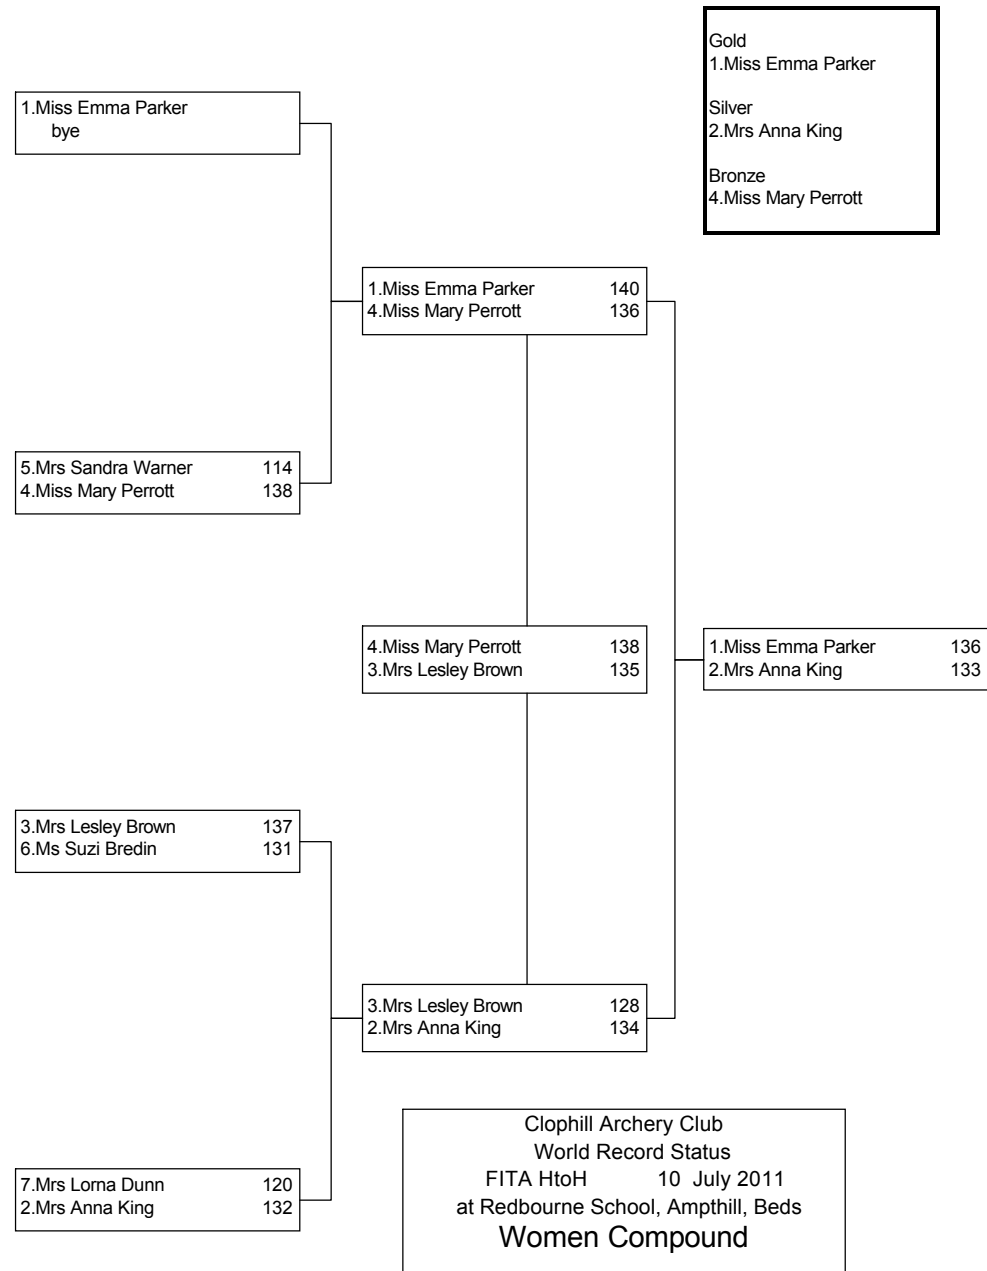 Gold
1.Miss Emma Parker
Silver
2.Mrs Anna King
Bronze
4.Miss Mary Perrott
1.Miss Emma Parker
bye
1.Miss Emma Parker 140
4.Miss Mary Perrott 136
5.Mrs Sandra Warner 114
4.Miss Mary Perrott 138
4.Miss Mary Perrott 138
3.Mrs Lesley Brown 135
1.Miss Emma Parker 136
2.Mrs Anna King 133
3.Mrs Lesley Brown 137
6.Ms Suzi Bredin 131
3.Mrs Lesley Brown 128
2.Mrs Anna King 134
7.Mrs Lorna Dunn 120
2.Mrs Anna King 132
Clophill Archery Club
World Record Status
FITA HtoH 10 July 2011
at Redbourne School, Ampthill, Beds
Women Compound